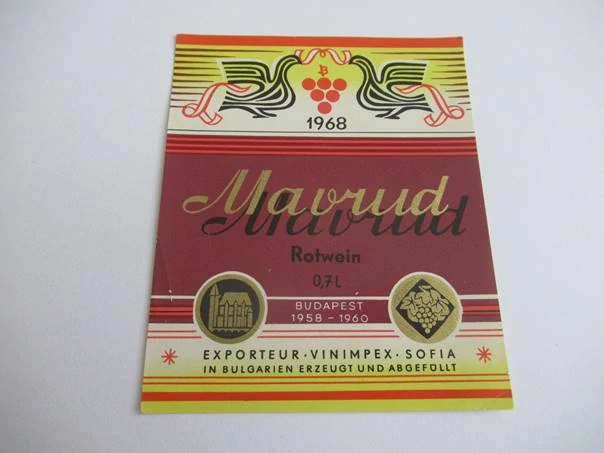 1968
Mavrud
Rotwein
0,7 l
BUDAPEST
1958 - 1960
EXPORTEUR · VINIMPEX · SOFIA
IN BULGARIEN ERZEUGT UND ABGEFÜLLT